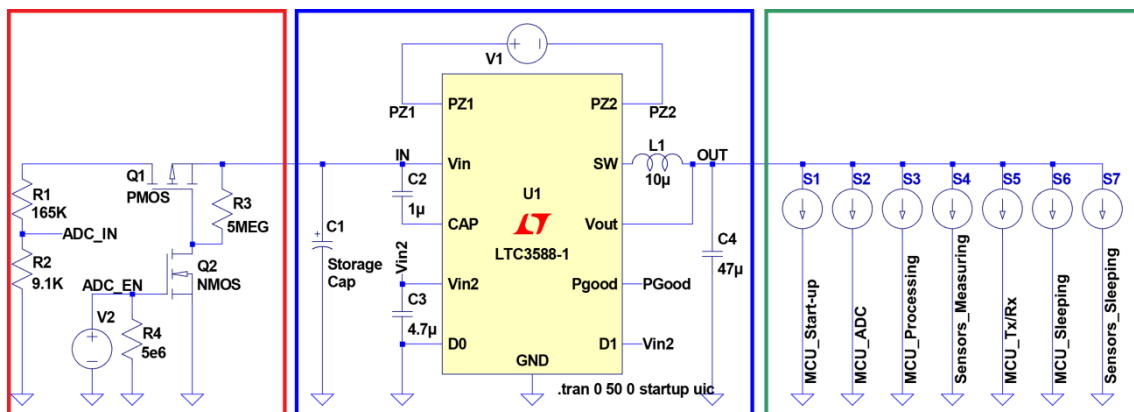 Q1
PMOS
R1
165K
ADC_IN
R2
9.1K
R3
5MEG
Q2
NMOS
ADC_EN
V2
R4
5e6
V1
PZ1
PZ2
PZ1
PZ2
IN
Vin
SW
L1
10µ
OUT
C2
1µ
CAP
U1
LTC3588-1
Vout
C1
Storage
Cap
Vin2
Vin2
C3
4.7µ
D0
GND
Pgood
PGood
D1
Vin2
C4
47µ
.tran 0 50 0 startup uic
S1
S2
S3
S4
S5
S6
S7
MCU_Start-up
MCU_ADC
MCU_Processing
Sensors_Measuring
MCU_Tx/Rx
MCU_Sleeping
Sensors_Sleeping